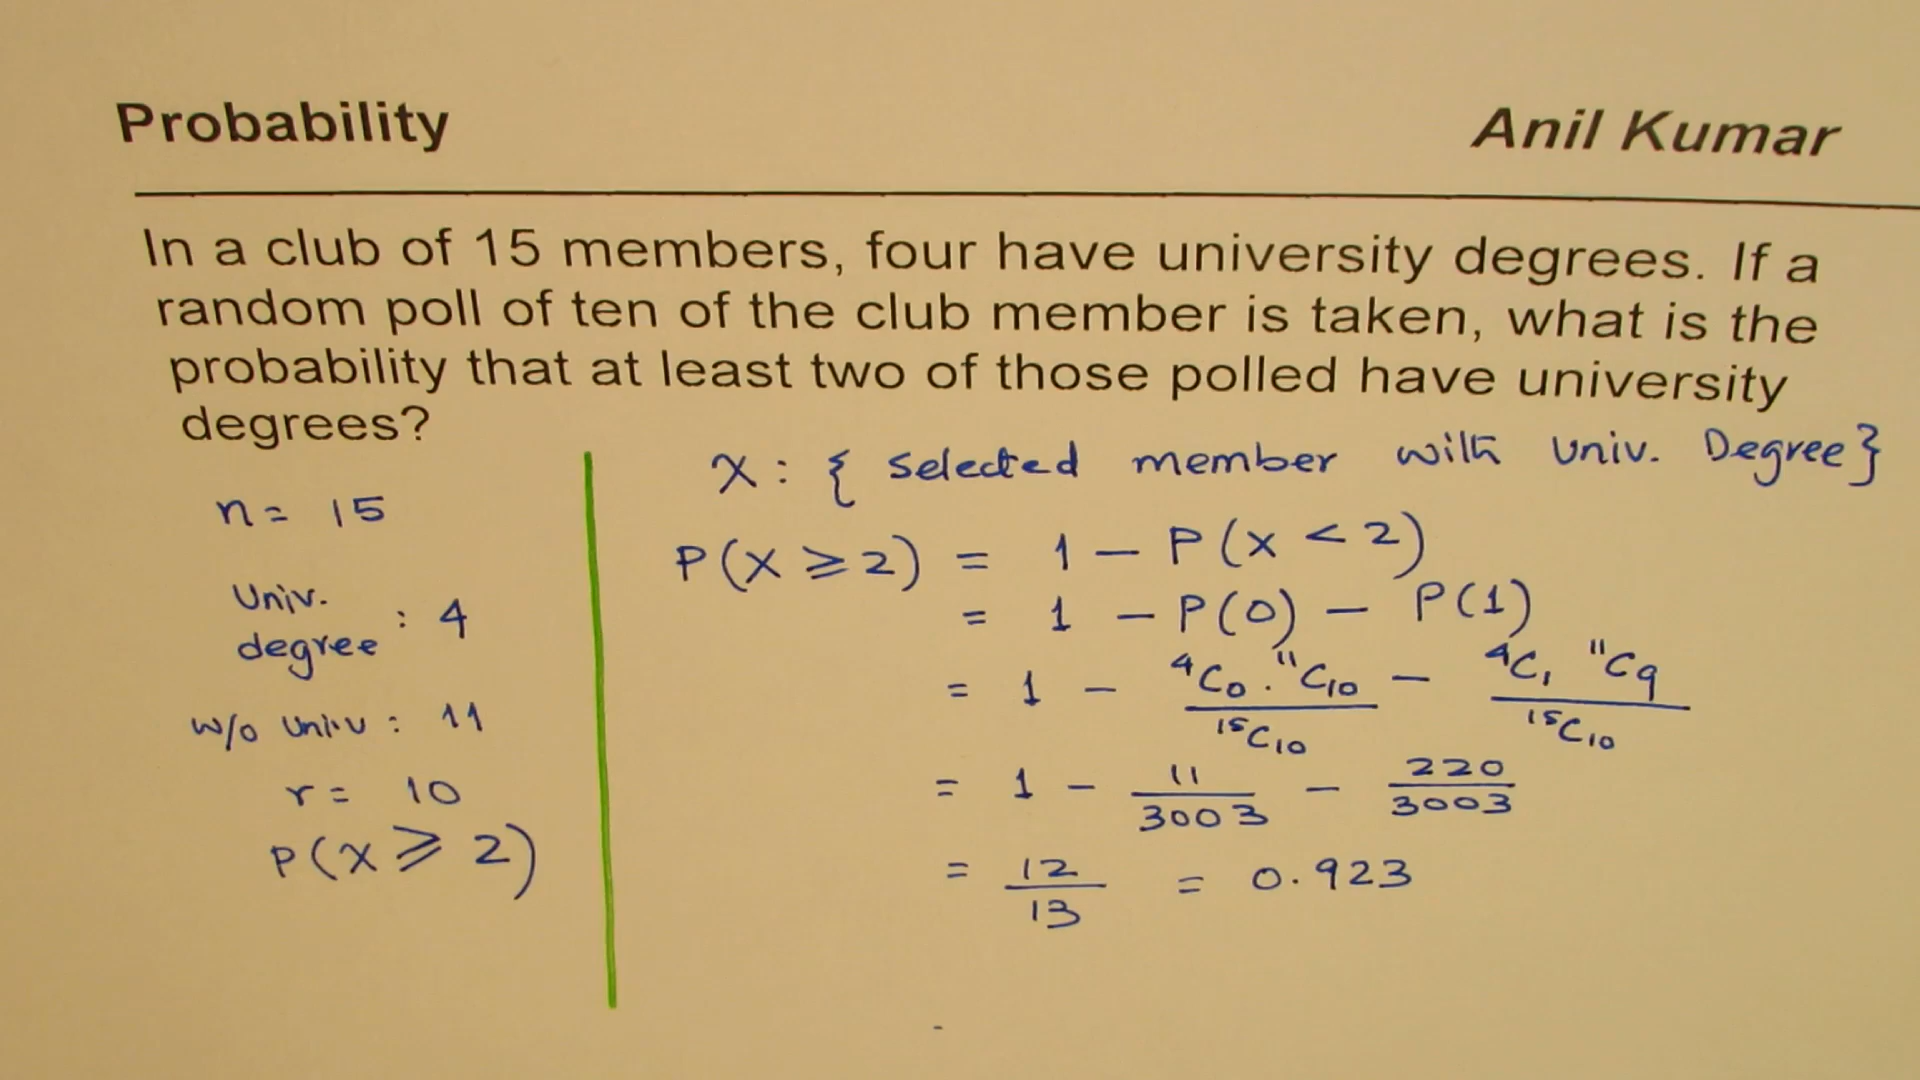 Probability
Anil Kumar
In a club of 15 members, four have university degrees. If a
random poll of ten of the club member is taken, what is the
probability that at least two of those polled have university
degrees?
n = 15
Univ.
degree : 4
w/o univ : 11
r = 10
P(X ≥ 2)
X : { selected member with univ. Degree}
P(X ≥ 2) = 1 - P(x < 2)
= 1 - P(0) - P(1)
= 1 - ⁴C₀ . ¹¹C₁₀ / ¹⁵C₁₀ - ⁴C₁ ¹¹C₉ / ¹⁵C₁₀
= 1 - 11/3003 - 220/3003
= 12/13 = 0.923